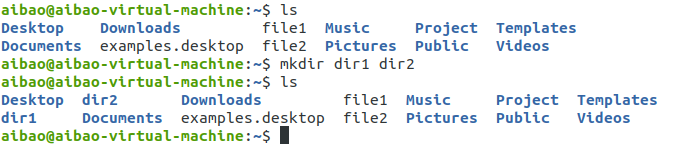 aibao@aibao-virtual-machine:~$ ls
Desktop    Downloads         file1  Music     Project  Templates
Documents  examples.desktop  file2  Pictures  Public   Videos
aibao@aibao-virtual-machine:~$ mkdir dir1 dir2
aibao@aibao-virtual-machine:~$ ls
Desktop  dir2       Downloads         file1  Music     Project  Templates
dir1     Documents  examples.desktop  file2  Pictures  Public   Videos
aibao@aibao-virtual-machine:~$